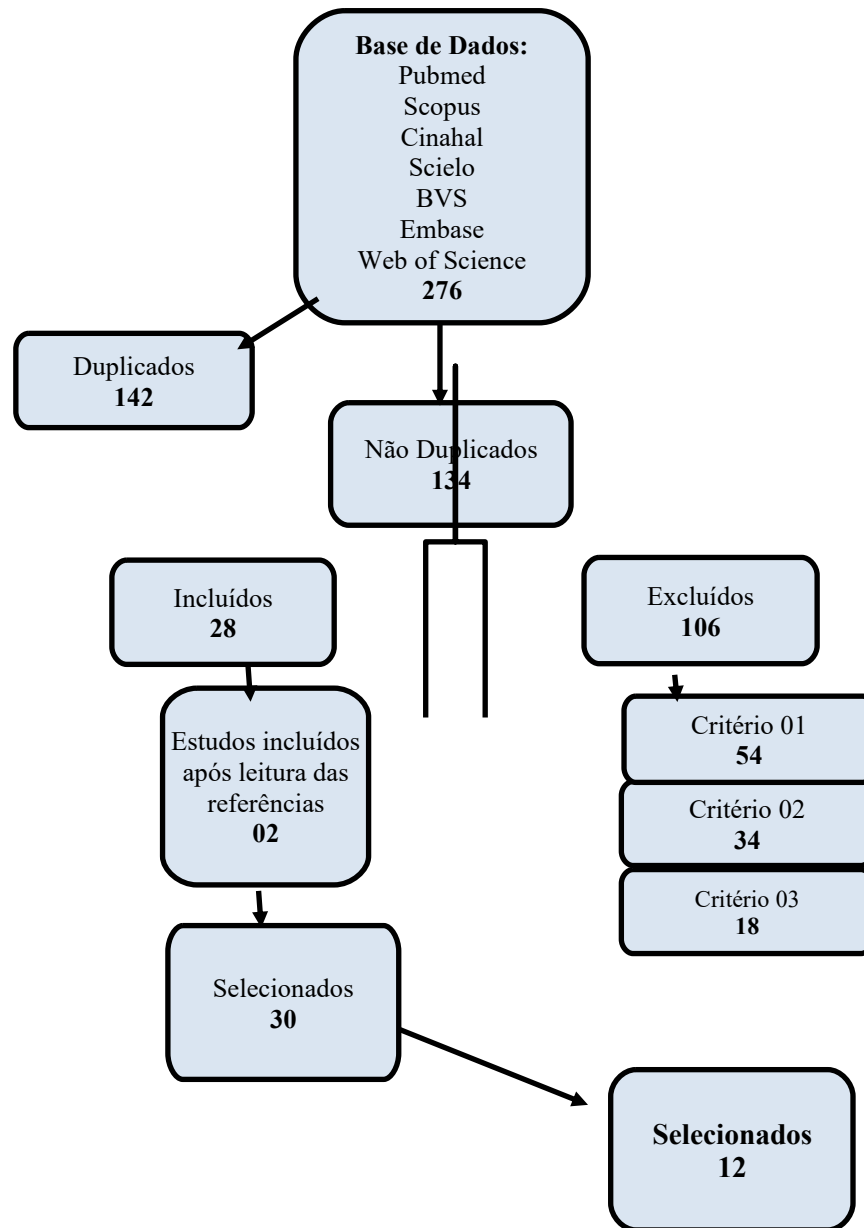 Base de Dados:
Pubmed
Scopus
Cinahal
Scielo
BVS
Embase
Web of Science
276
Duplicados
142
Não Duplicados
134
Incluídos
28
Excluídos
106
Estudos incluídos
após leitura das
referências
02
Critério 01
54
Critério 02
34
Critério 03
18
Selecionados
30
Selecionados
12